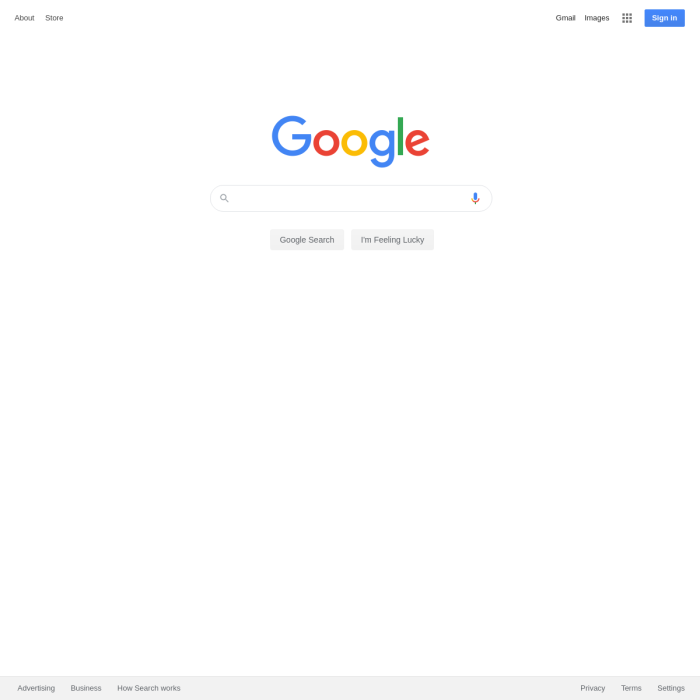 About Store Gmail Images Sign in
Google
Google Search I'm Feeling Lucky
Advertising Business How Search works Privacy Terms Settings